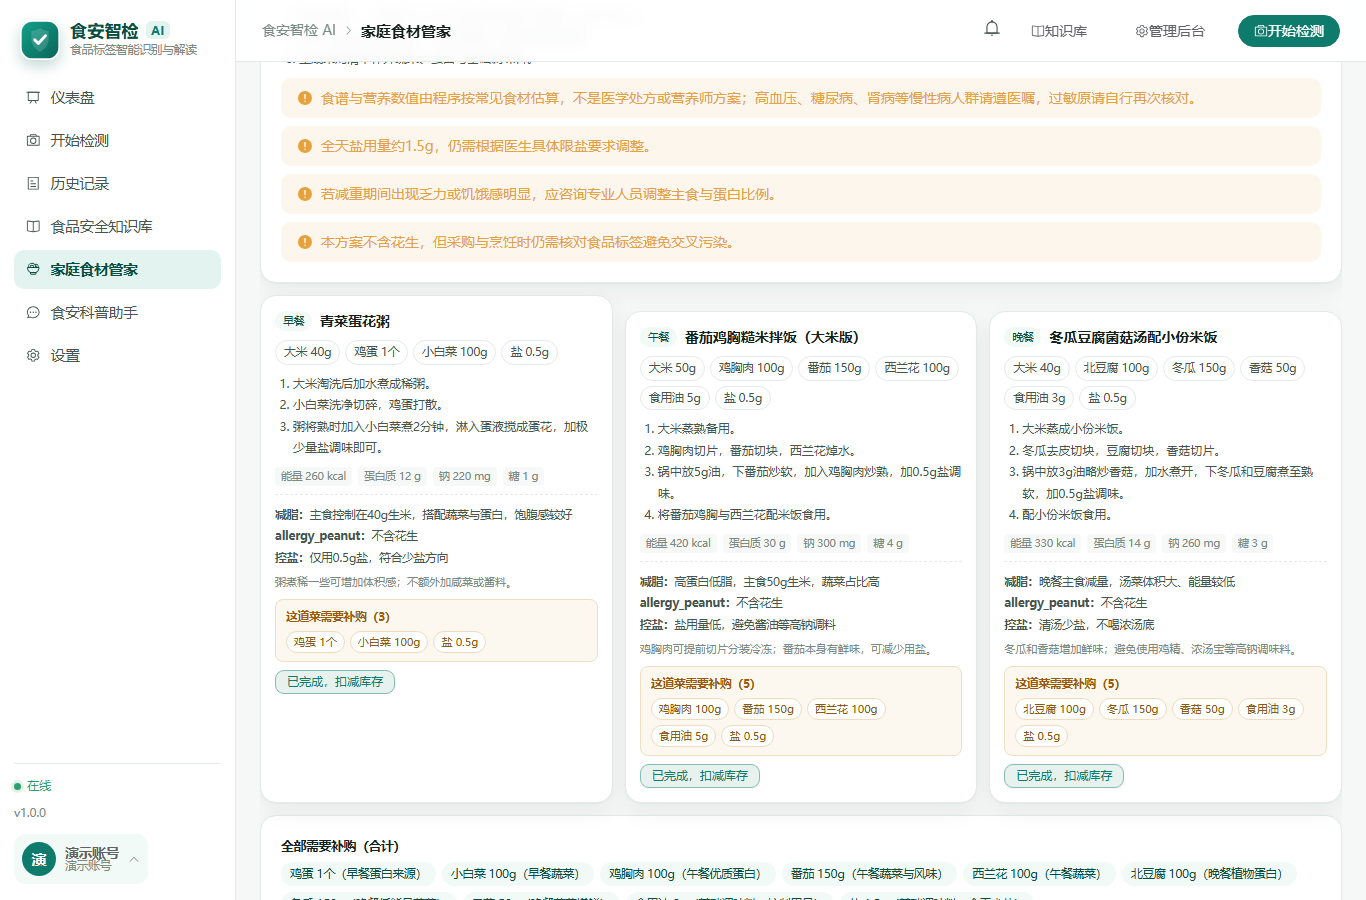 食安智检 AI
食品标签智能识别与解读
仪表盘
开始检测
历史记录
食品安全知识库
家庭食材管家
食安科普助手
设置
在线
v1.0.0
演
演示账号
演示账号
食安智检 AI > 家庭食材管家
知识库
管理后台
开始检测
食谱与营养数值由程序按常见食材估算，不是医学处方或营养师方案；高血压、糖尿病、肾病等慢性病人群请遵医嘱，过敏原请自行再次核对。
全天盐用量约1.5g，仍需根据医生具体限盐要求调整。
若减重期间出现乏力或饥饿感明显，应咨询专业人员调整主食与蛋白比例。
本方案不含花生，但采购与烹饪时仍需核对食品标签避免交叉污染。
早餐 青菜蛋花粥
大米 40g 鸡蛋 1个 小白菜 100g 盐 0.5g
1. 大米淘洗后加水煮成稀粥。
2. 小白菜洗净切碎，鸡蛋打散。
3. 粥将熟时加入小白菜煮2分钟，淋入蛋液搅成蛋花，加极
少量盐调味即可。
能量 260 kcal 蛋白质 12 g 钠 220 mg 糖 1 g
减脂：主食控制在40g生米，搭配蔬菜与蛋白，饱腹感较好
allergy_peanut：不含花生
控盐：仅用0.5g盐，符合少盐方向
粥煮稀一些可增加体积感；不额外加咸菜或酱料。
这道菜需要补购（3）
鸡蛋 1个 小白菜 100g 盐 0.5g
已完成，扣减库存
午餐 番茄鸡胸糙米拌饭（大米版）
大米 50g 鸡胸肉 100g 番茄 150g 西兰花 100g
食用油 5g 盐 0.5g
1. 大米蒸熟备用。
2. 鸡胸肉切片，番茄切块，西兰花焯水。
3. 锅中放5g油，下番茄炒软，加入鸡胸肉炒熟，加0.5g盐调
味。
4. 将番茄鸡胸与西兰花配米饭食用。
能量 420 kcal 蛋白质 30 g 钠 300 mg 糖 4 g
减脂：高蛋白低脂，主食50g生米，蔬菜占比高
allergy_peanut：不含花生
控盐：盐用量低，避免酱油等高钠调料
鸡胸肉可提前切片分装冷冻；番茄本身有鲜味，可减少用盐。
这道菜需要补购（5）
鸡胸肉 100g 番茄 150g 西兰花 100g
食用油 5g 盐 0.5g
已完成，扣减库存
晚餐 冬瓜豆腐菌菇汤配小份米饭
大米 40g 北豆腐 100g 冬瓜 150g 香菇 50g
食用油 3g 盐 0.5g
1. 大米蒸成小份米饭。
2. 冬瓜去皮切块，豆腐切块，香菇切片。
3. 锅中放3g油略炒香菇，加水煮开，下冬瓜和豆腐煮至熟
软，加0.5g盐调味。
4. 配小份米饭食用。
能量 330 kcal 蛋白质 14 g 钠 260 mg 糖 3 g
减脂：晚餐主食减量，汤菜体积大、能量较低
allergy_peanut：不含花生
控盐：清汤少盐，不喝浓汤底
冬瓜和香菇增加鲜味；避免使用鸡精、浓汤宝等高钠调味料。
这道菜需要补购（5）
北豆腐 100g 冬瓜 150g 香菇 50g 食用油 3g
盐 0.5g
已完成，扣减库存
全部需要补购（合计）
鸡蛋 1个（早餐蛋白来源） 小白菜 100g（早餐蔬菜） 鸡胸肉 100g（午餐优质蛋白） 番茄 150g（午餐蔬菜与风味） 西兰花 100g（午餐蔬菜） 北豆腐 100g（晚餐植物蛋白）